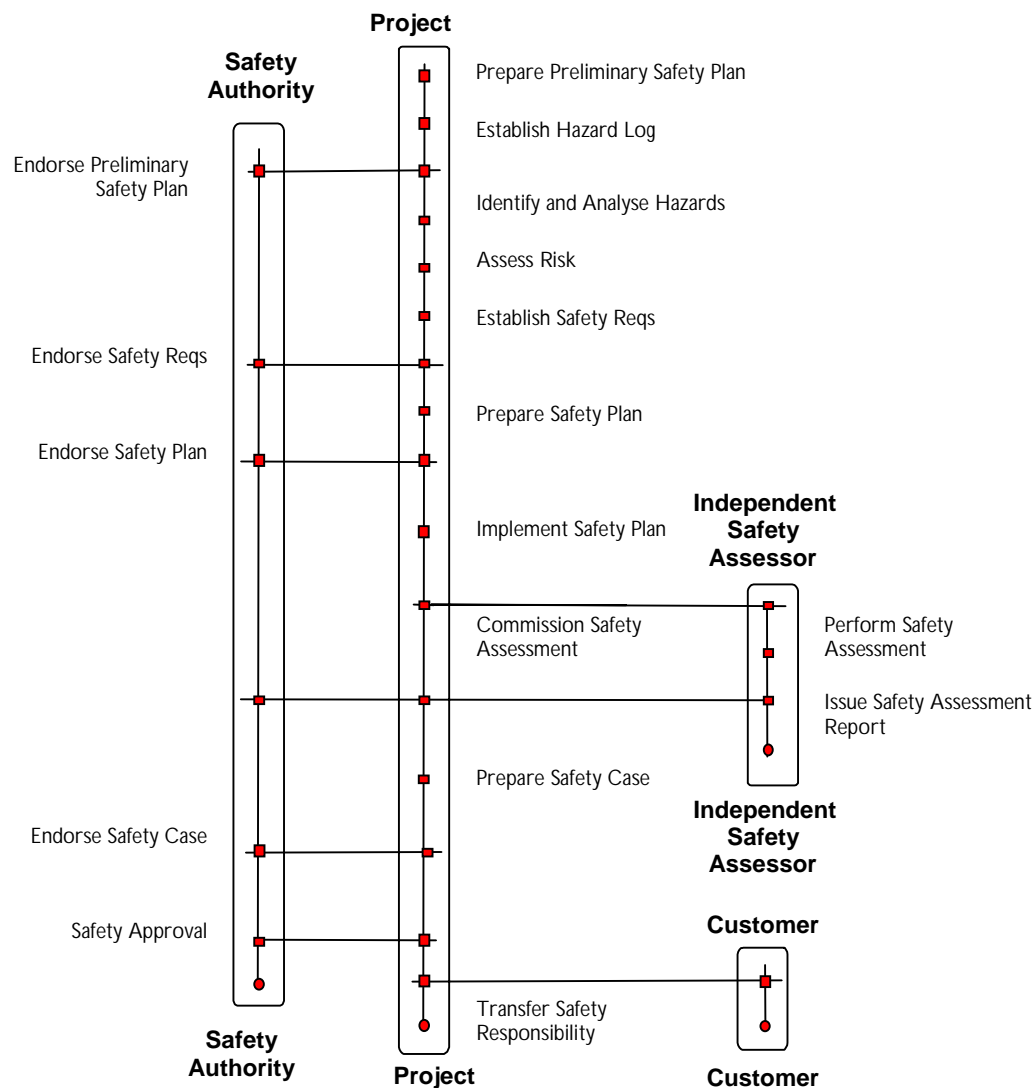 Project
Safety
Authority
Prepare Preliminary Safety Plan
Establish Hazard Log
Endorse Preliminary
Safety Plan
Identify and Analyse Hazards
Assess Risk
Establish Safety Reqs
Endorse Safety Reqs
Prepare Safety Plan
Endorse Safety Plan
Implement Safety Plan
Independent
Safety
Assessor
Commission Safety
Assessment
Perform Safety
Assessment
Issue Safety Assessment
Report
Prepare Safety Case
Independent
Safety
Assessor
Endorse Safety Case
Safety Approval
Customer
Transfer Safety
Responsibility
Safety
Authority
Project
Customer